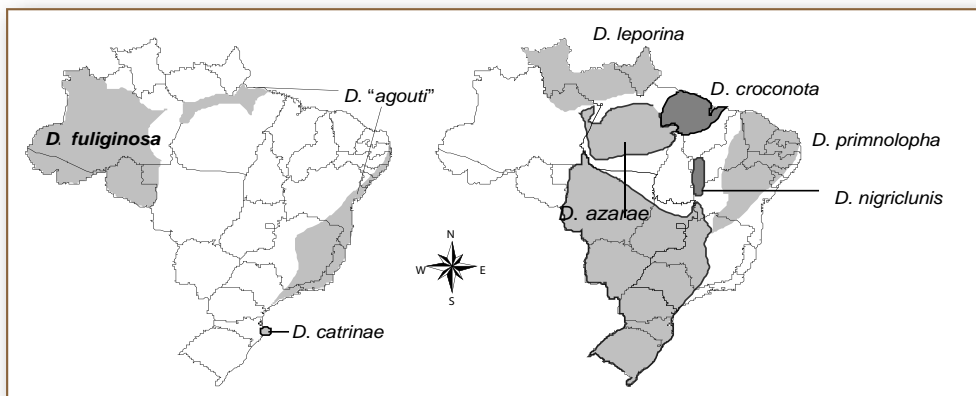 D. leporina
D. "agouti"
D. croconota
D. fuliginosa
D. primnolopha
D. nigriclunis
D. azarae
N
W E
S
D. catrinae